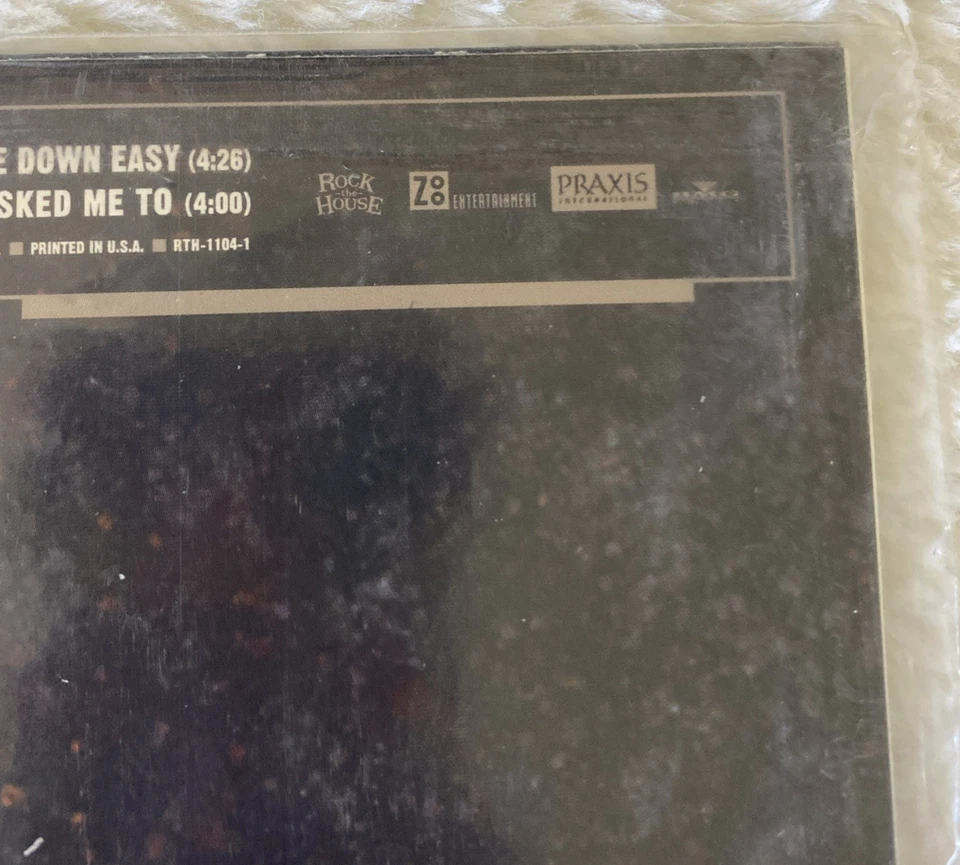 E DOWN EASY (4:26)
SKED ME TO (4:00)
. ■ PRINTED IN U.S.A. ■ RTH-1104-1
ROCK
-the-
HOUSE
ZOO
ENTERTAINMENT
PRAXIS
INTERNATIONAL